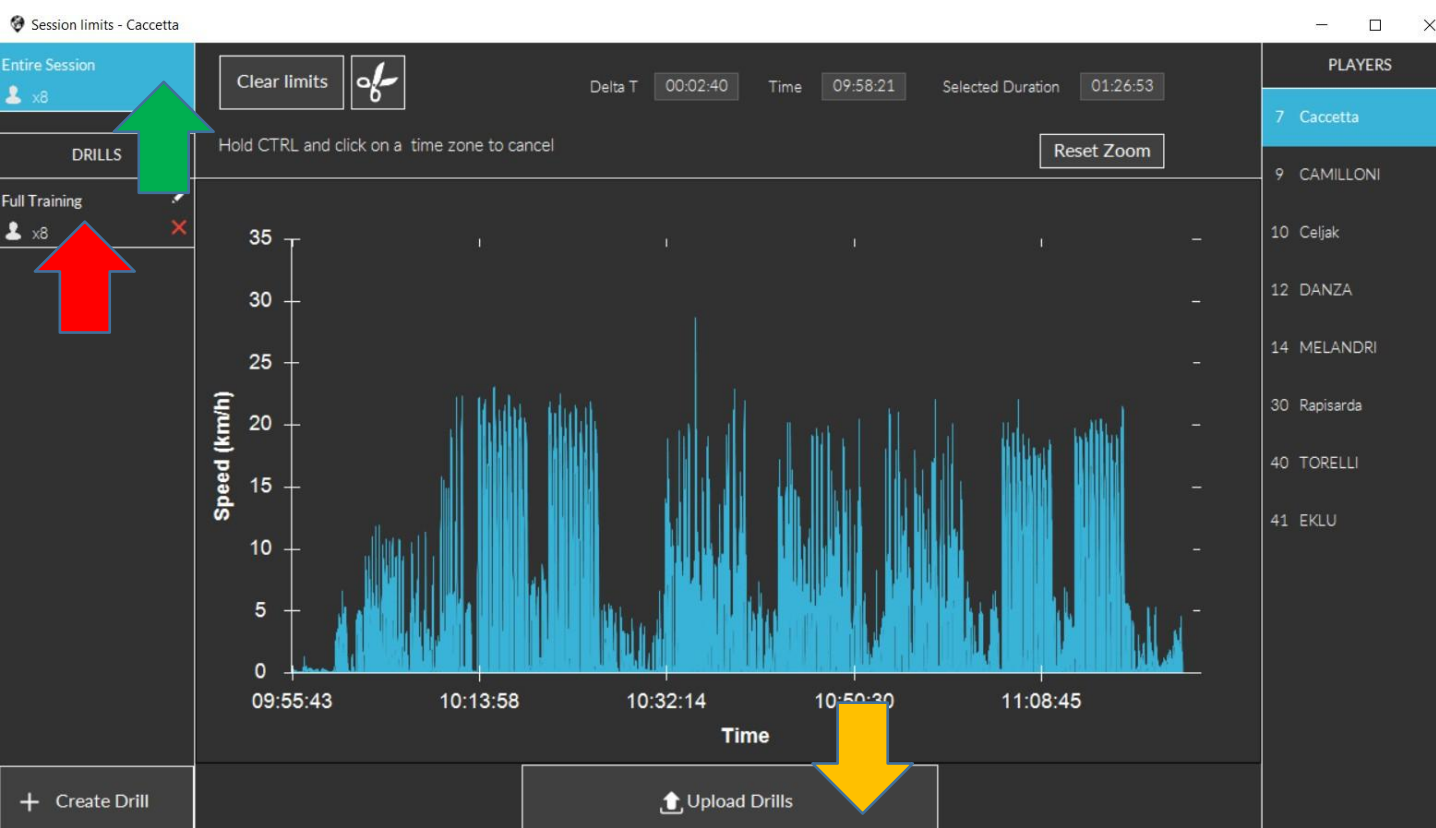 Session limits - Caccetta
Entire Session
x8
DRILLS
Full Training
x8
Create Drill
Clear limits
Delta T 00:02:40 Time 09:58:21 Selected Duration 01:26:53
Hold CTRL and click on a time zone to cancel
Reset Zoom
Speed (km/h)
35
30
25
20
15
10
5
0
09:55:43 10:13:58 10:32:14 10:50:30 11:08:45
Time
Upload Drills
PLAYERS
7 Caccetta
9 CAMILLONI
10 Celjak
12 DANZA
14 MELANDRI
30 Rapisarda
40 TORELLI
41 EKLU